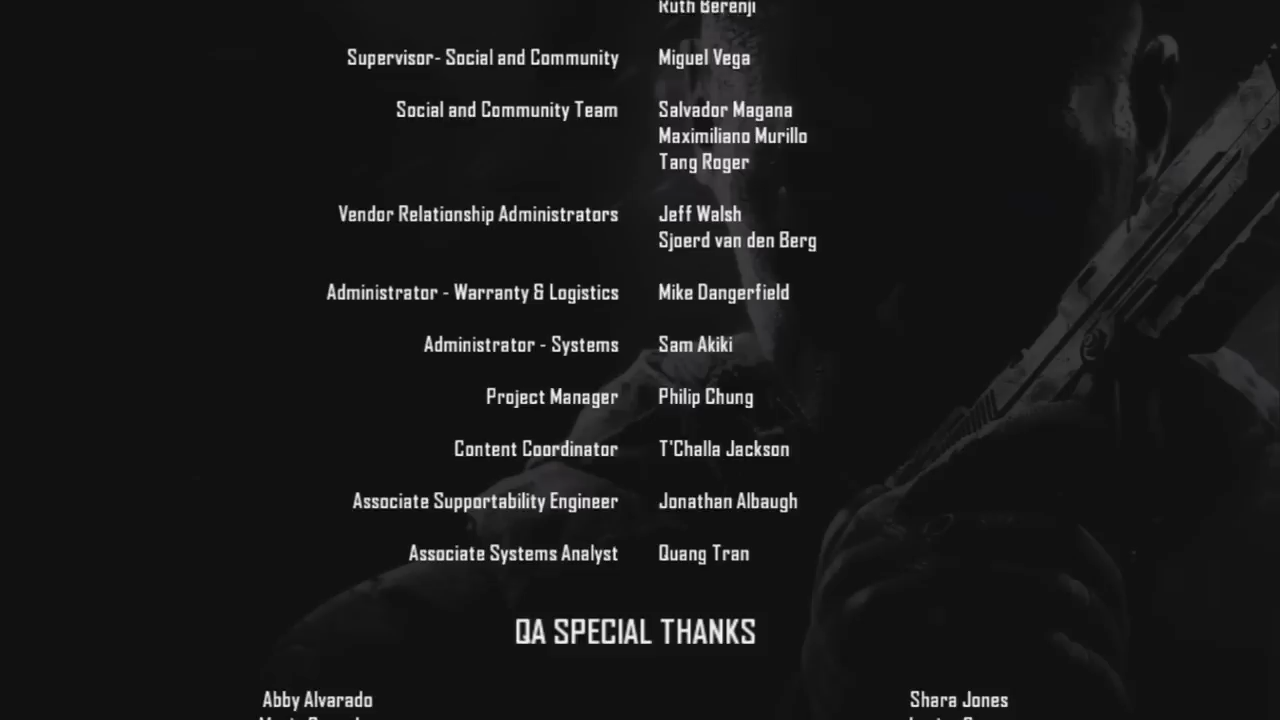 Ruth Berenji
Supervisor- Social and Community Miguel Vega
Social and Community Team Salvador Magana
Maximiliano Murillo
Tang Roger
Vendor Relationship Administrators Jeff Walsh
Sjoerd van den Berg
Administrator - Warranty & Logistics Mike Dangerfield
Administrator - Systems Sam Akiki
Project Manager Philip Chung
Content Coordinator T'Challa Jackson
Associate Supportability Engineer Jonathan Albaugh
Associate Systems Analyst Quang Tran
QA SPECIAL THANKS
Abby Alvarado Shara Jones